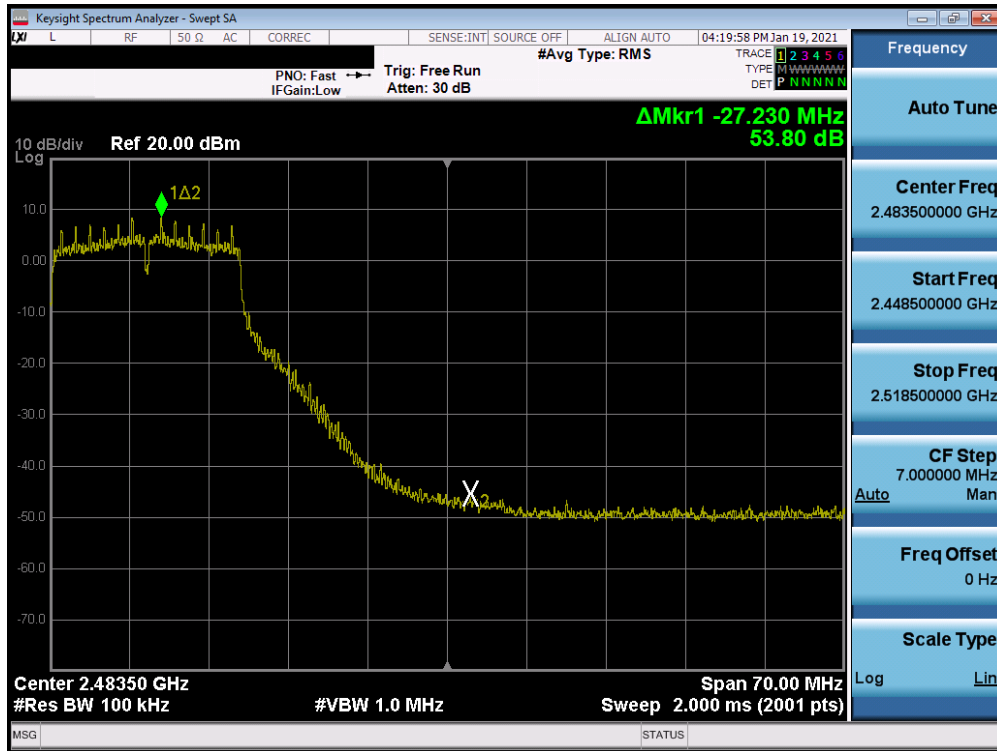 Keysight Spectrum Analyzer - Swept SA
LXI L RF 50 Ω AC CORREC SENSE:INT SOURCE OFF ALIGN AUTO 04:19:58 PM Jan 19, 2021
#Avg Type: RMS
TRACE 1 2 3 4 5 6
PNO: Fast Trig: Free Run TYPE M WWWWW
IFGain:Low Atten: 30 dB DET P N N N N N
ΔMkr1 -27.230 MHz
53.80 dB
10 dB/div Ref 20.00 dBm
Log
1Δ2
10.0
0.00
-10.0
-20.0
-30.0
-40.0
X2
-50.0
-60.0
-70.0
Center 2.48350 GHz Span 70.00 MHz
#Res BW 100 kHz #VBW 1.0 MHz Sweep 2.000 ms (2001 pts)
MSG STATUS
Frequency
Auto Tune
Center Freq
2.483500000 GHz
Start Freq
2.448500000 GHz
Stop Freq
2.518500000 GHz
CF Step
7.000000 MHz
Auto Man
Freq Offset
0 Hz
Scale Type
Log Lin